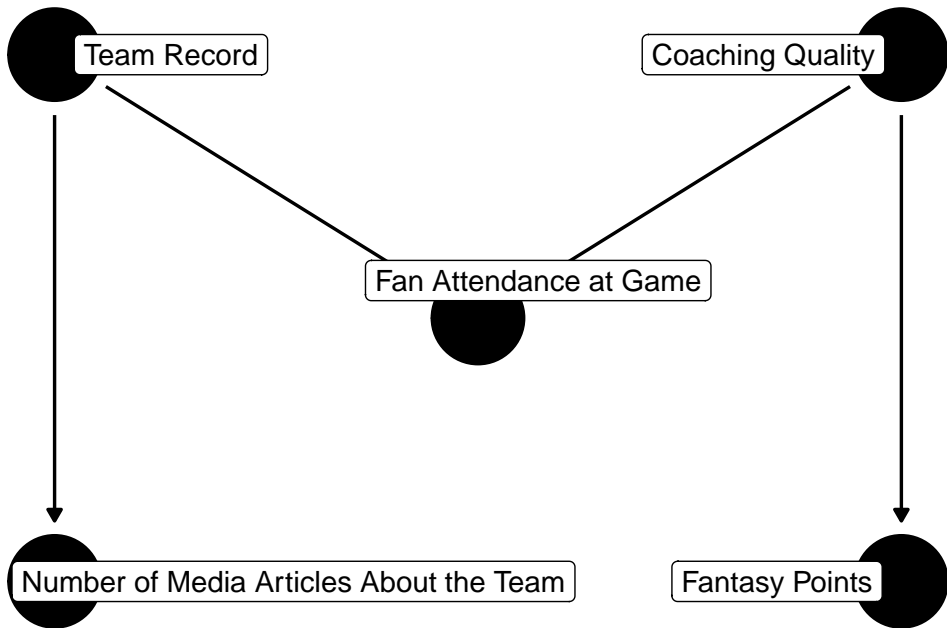 Team Record
Coaching Quality
Fan Attendance at Game
Number of Media Articles About the Team
Fantasy Points